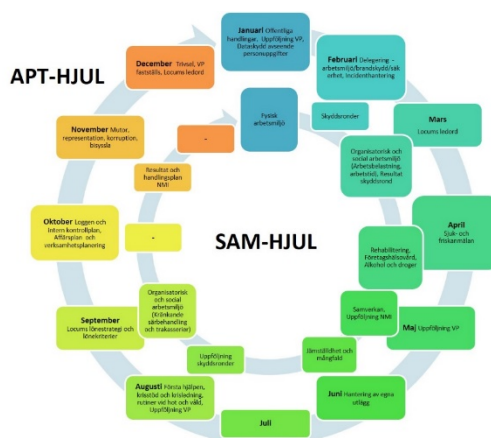 APT-HJUL
Januari Offentliga
handlingar, Uppföljning VP,
Dataskydd avseende
personuppgifter
Februari Delegering -
arbetsmiljö/brandskydd/säk
erhet, Incidenthantering
Mars
Locums ledord
April
Sjuk- och
friskanmälan
Maj Uppföljning VP
Juni Hantering av egna
utlägg
Juli
Augusti Första hjälpen,
krisstöd och krisledning,
rutiner vid hot och våld,
Uppföljning VP
September
Locums lönestrategi och
lönekriterier
Oktober Loggen och
Intern kontrollplan,
Affärsplan och
verksamhetsplanering
November Mutor,
representation, korruption,
bisyssla
December Trivsel, VP
fastställs, Locums ledord
SAM-HJUL
Fysisk
arbetsmiljö
Skyddsronder
Organisatorisk och
social arbetsmiljö
(Arbetsbelastning,
arbetstid), Resultat
skyddsrond
Rehabilitering,
Företagshälsovård,
Alkohol och droger
Samverkan,
Uppföljning NMI
Jämställdhet och
mångfald
Uppföljning
skyddsronder
Organisatorisk och
social arbetsmiljö
(Kränkande
särbehandling
och trakasserier)
-
Resultat och
handlingsplan
NMI
-